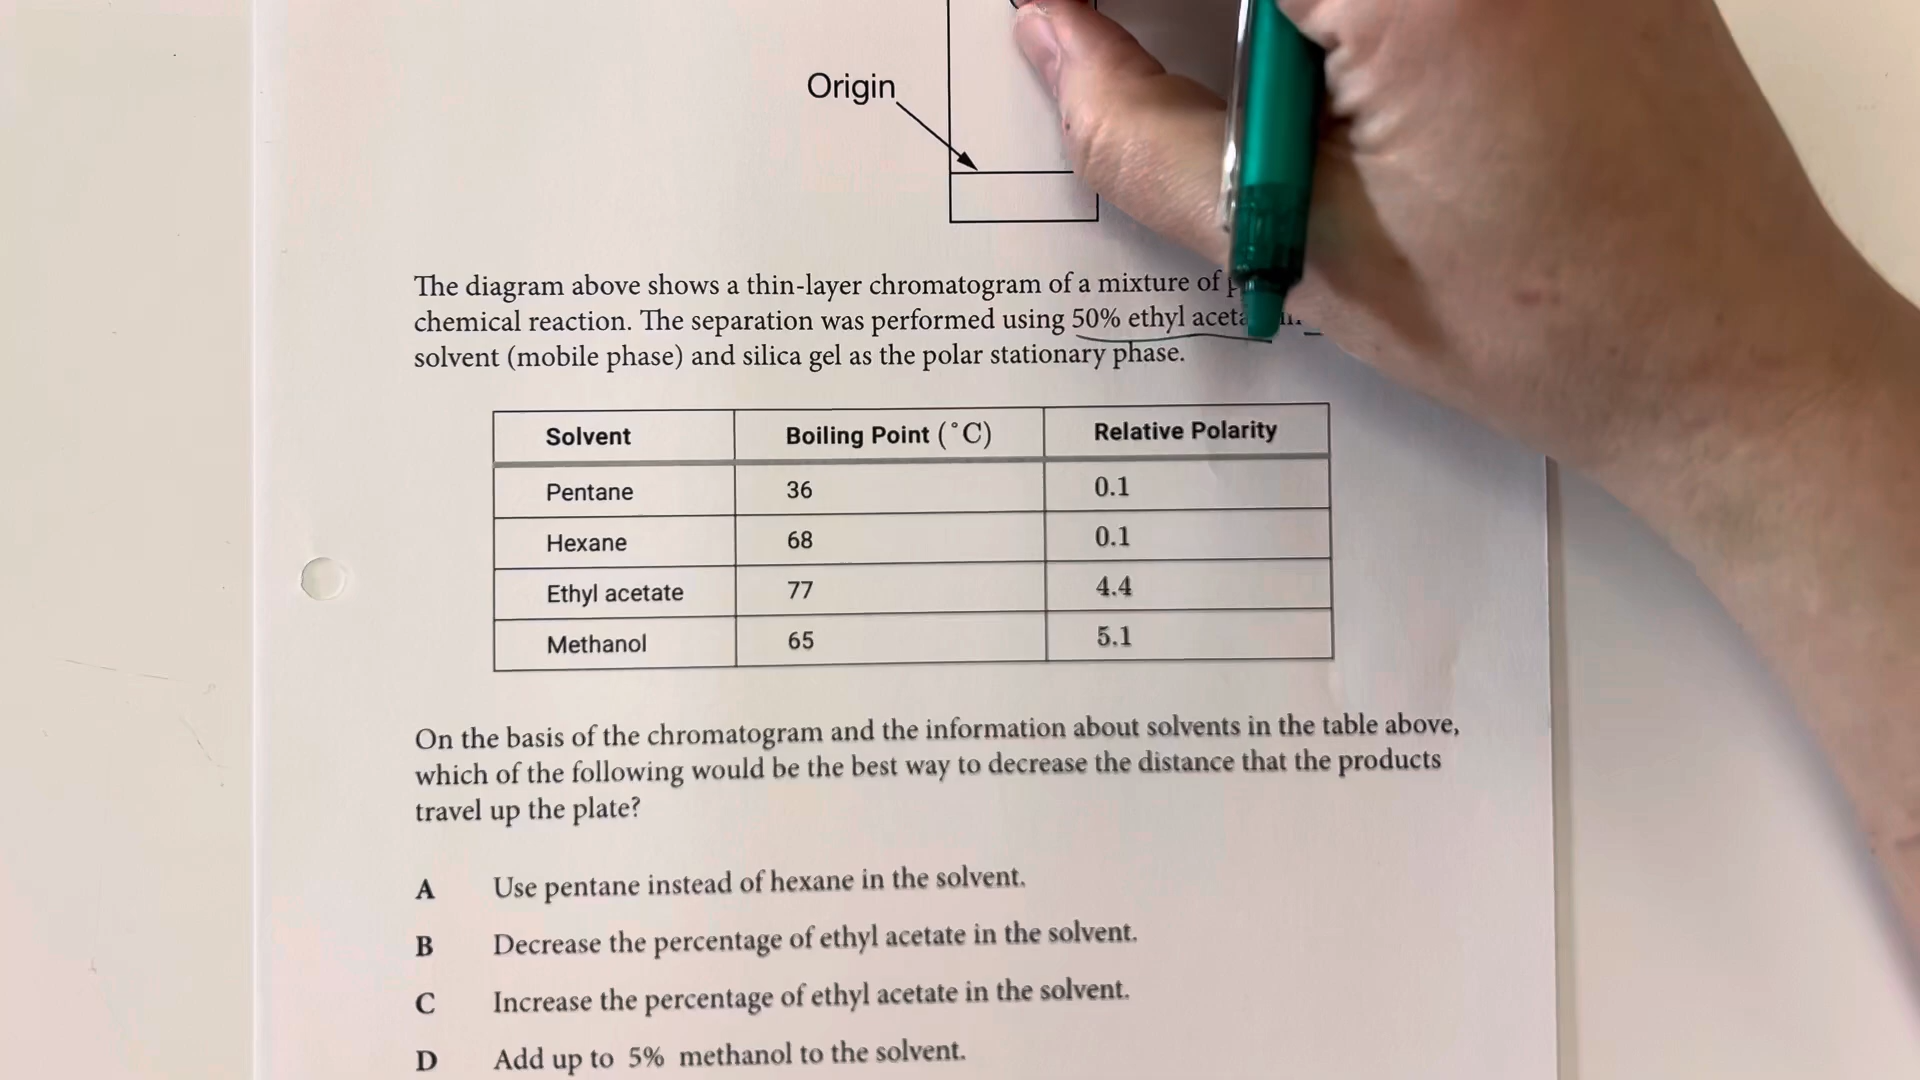 Origin
The diagram above shows a thin-layer chromatogram of a mixture of
chemical reaction. The separation was performed using 50% ethyl
solvent (mobile phase) and silica gel as the polar stationary phase.
Solvent Boiling Point (°C) Relative Polarity
Pentane 36 0.1
Hexane 68 0.1
Ethyl acetate 77 4.4
Methanol 65 5.1
On the basis of the chromatogram and the information about solvents in the table above,
which of the following would be the best way to decrease the distance that the products
travel up the plate?
A Use pentane instead of hexane in the solvent.
B Decrease the percentage of ethyl acetate in the solvent.
C Increase the percentage of ethyl acetate in the solvent.
D Add up to 5% methanol to the solvent.